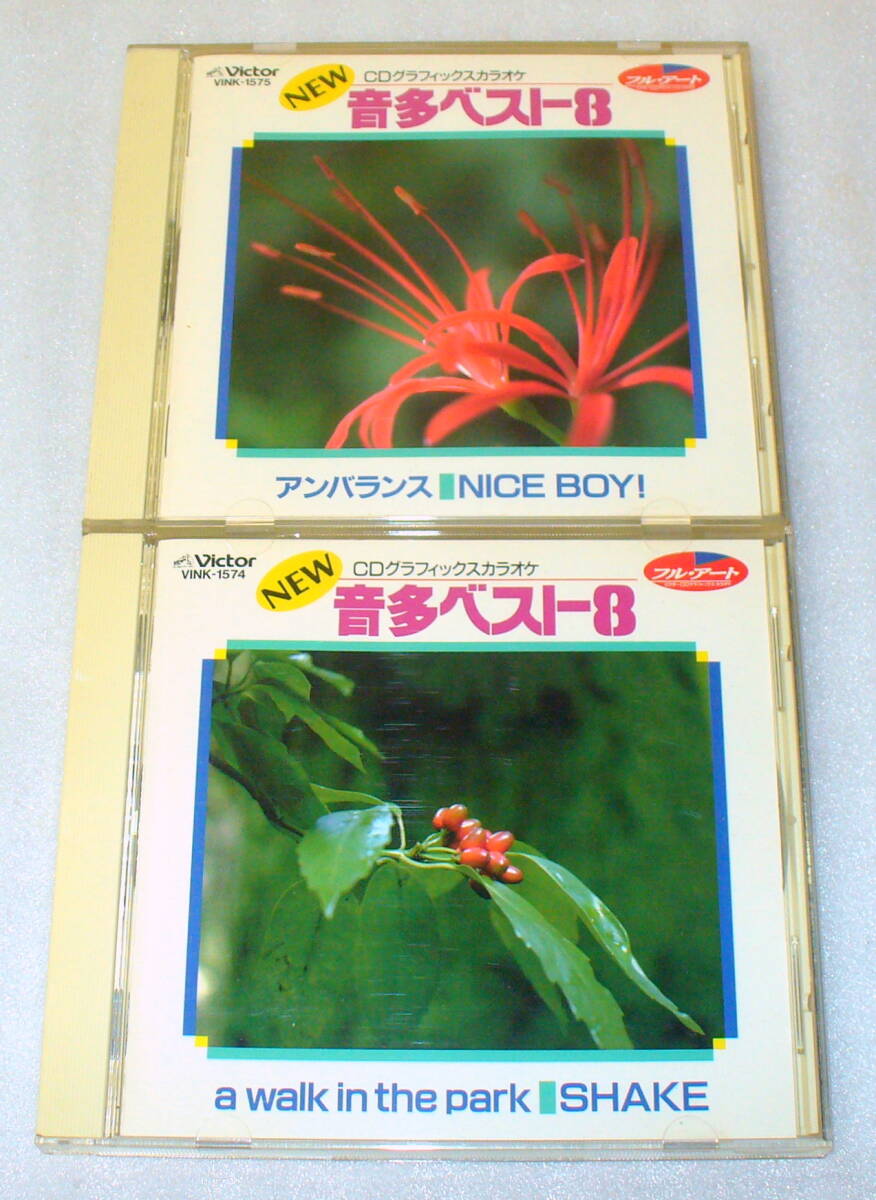 Victor
VINK-1575
NEW
CDグラフィックスカラオケ
音多ベスト8
フル・アート
アンバランス NICE BOY!
Victor
VINK-1574
NEW
CDグラフィックスカラオケ
音多ベスト8
フル・アート
a walk in the park SHAKE